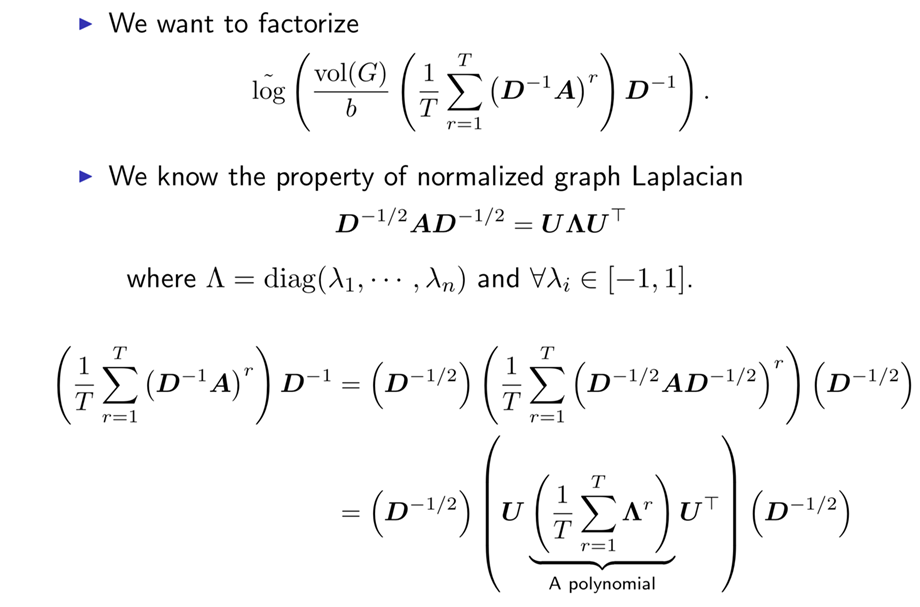 ▶ We want to factorize
$\tilde{\log}\left(\frac{\mathrm{vol}(G)}{b}\left(\frac{1}{T}\sum_{r=1}^{T}\left(\boldsymbol{D}^{-1}\boldsymbol{A}\right)^{r}\right)\boldsymbol{D}^{-1}\right).$
▶ We know the property of normalized graph Laplacian
$\boldsymbol{D}^{-1/2}\boldsymbol{A}\boldsymbol{D}^{-1/2} = \boldsymbol{U}\boldsymbol{\Lambda}\boldsymbol{U}^{\top}$
where $\Lambda = \mathrm{diag}(\lambda_1, \cdots, \lambda_n)$ and $\forall \lambda_i \in [-1, 1]$.
$\left(\frac{1}{T}\sum_{r=1}^{T}\left(\boldsymbol{D}^{-1}\boldsymbol{A}\right)^{r}\right)\boldsymbol{D}^{-1} = \left(\boldsymbol{D}^{-1/2}\right)\left(\frac{1}{T}\sum_{r=1}^{T}\left(\boldsymbol{D}^{-1/2}\boldsymbol{A}\boldsymbol{D}^{-1/2}\right)^{r}\right)\left(\boldsymbol{D}^{-1/2}\right)$
$= \left(\boldsymbol{D}^{-1/2}\right)\left(\boldsymbol{U}\underbrace{\left(\frac{1}{T}\sum_{r=1}^{T}\boldsymbol{\Lambda}^{r}\right)}\boldsymbol{U}^{\top}\right)\left(\boldsymbol{D}^{-1/2}\right)$
A polynomial